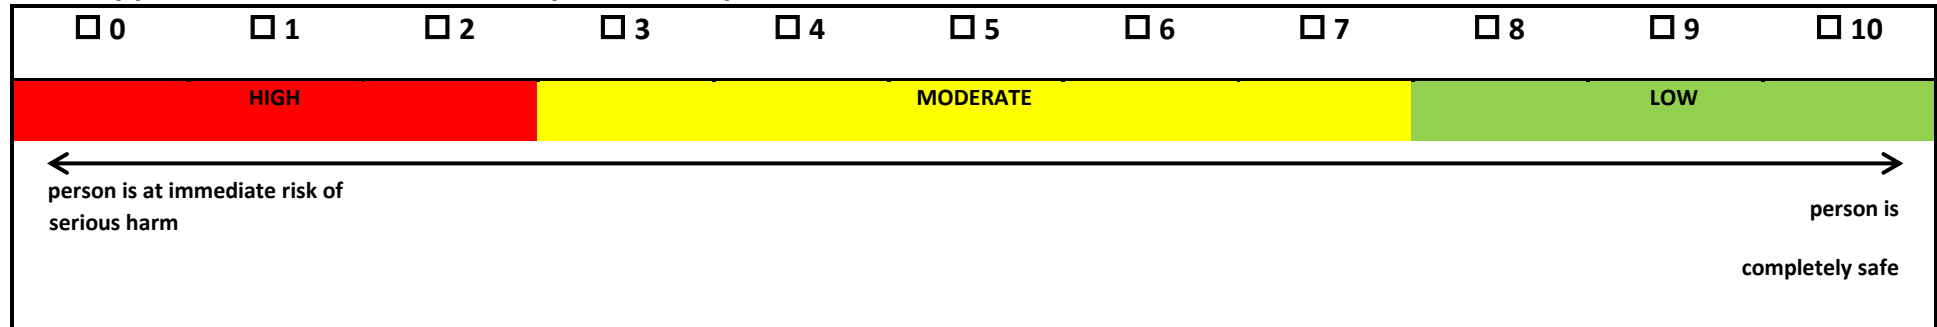 ☐ 0 ☐ 1 ☐ 2 ☐ 3 ☐ 4 ☐ 5 ☐ 6 ☐ 7 ☐ 8 ☐ 9 ☐ 10
HIGH MODERATE LOW
person is at immediate risk of
serious harm
person is
completely safe